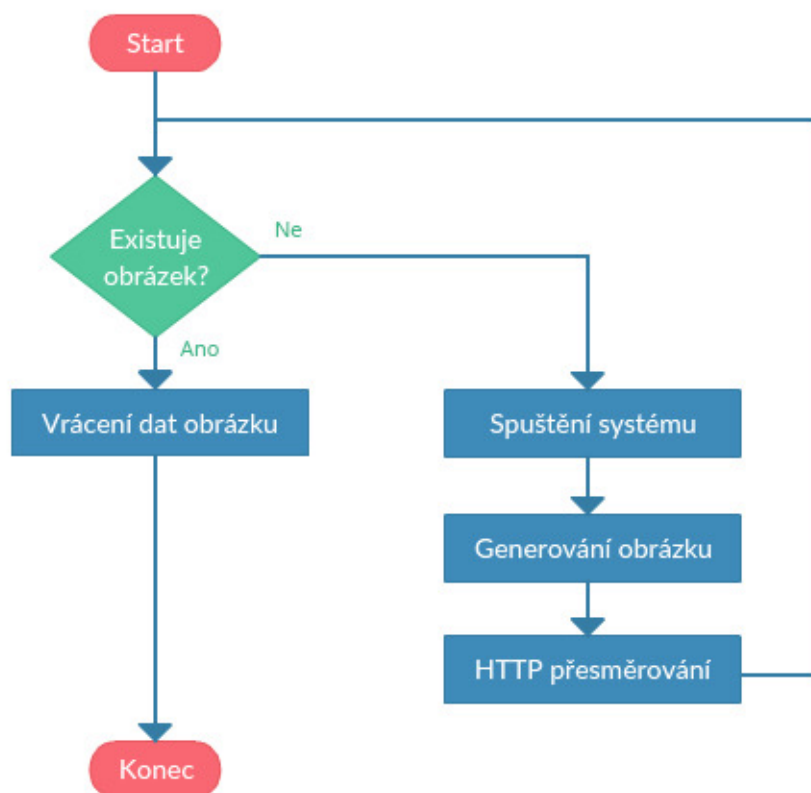 Start
Existuje
obrázek?
Ne
Ano
Vrácení dat obrázku
Spuštění systému
Generování obrázku
HTTP přesměrování
Konec